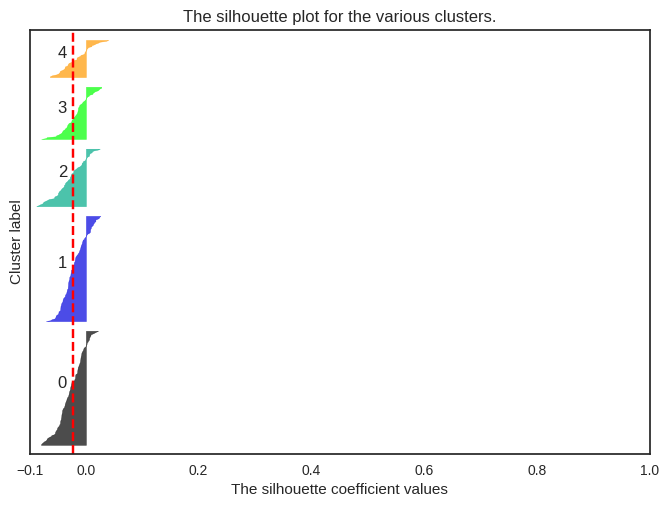 The silhouette plot for the various clusters.
Cluster label
4
3
2
1
0
−0.1 0.0 0.2 0.4 0.6 0.8 1.0
The silhouette coefficient values